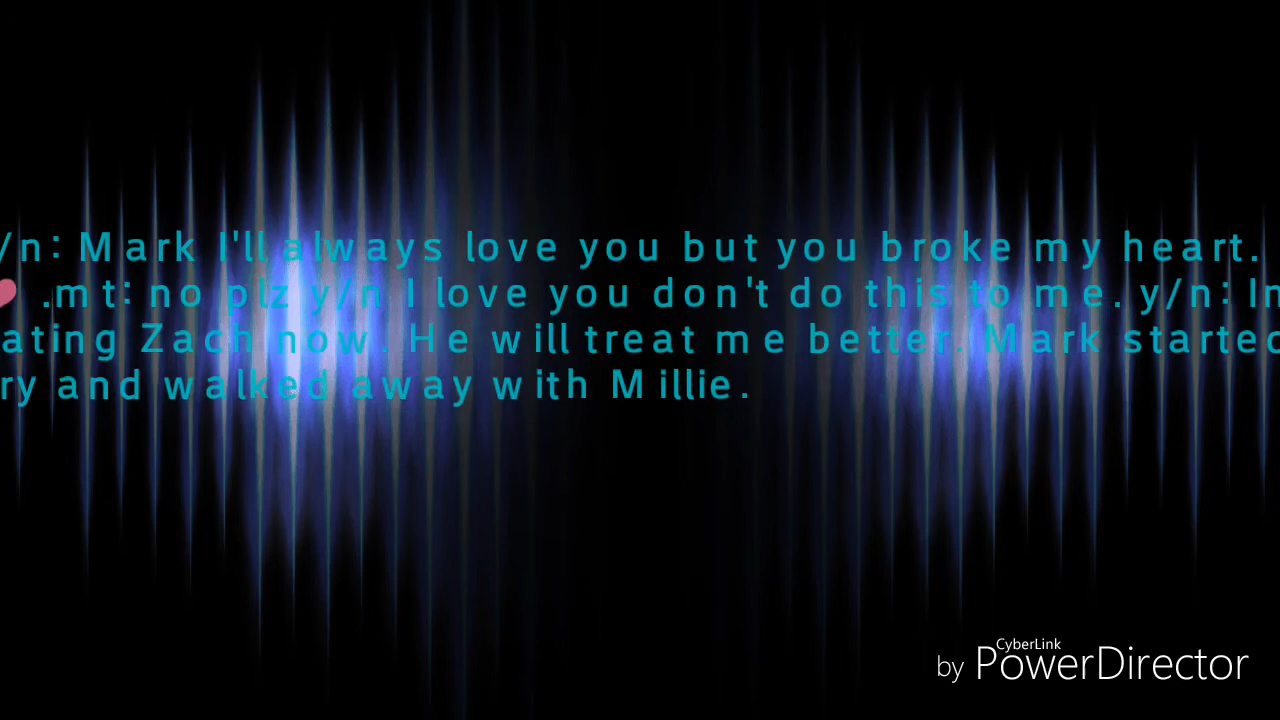 /n: Mark I'll always love you but you broke my heart.
.mt: no plz y/n I love you don't do this to me. y/n: Im
ating Zach now. He will treat me better. Mark started
ry and walked away with Millie.
by CyberLink PowerDirector